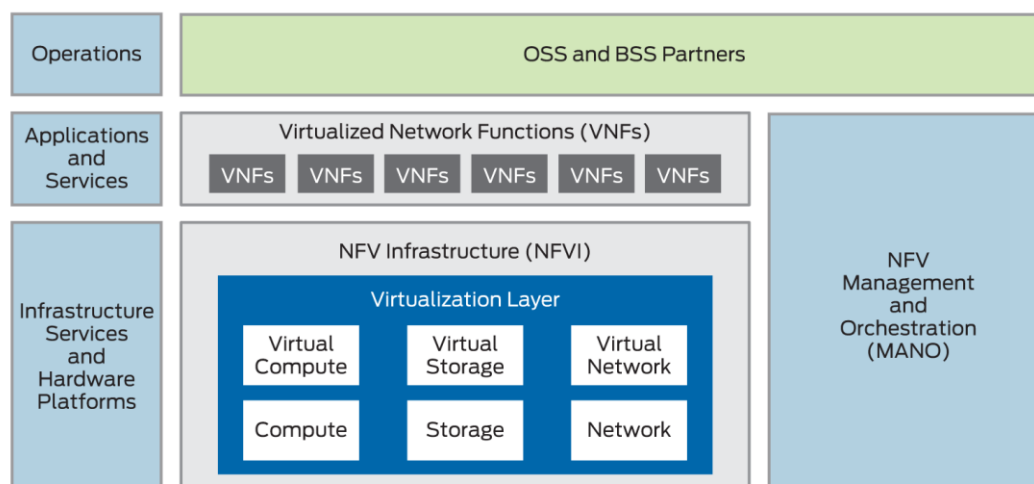 Operations
OSS and BSS Partners
Applications
and
Services
Virtualized Network Functions (VNFs)
VNFs VNFs VNFs VNFs VNFs VNFs
Infrastructure
Services
and
Hardware
Platforms
NFV Infrastructure (NFVI)
Virtualization Layer
Virtual
Compute
Virtual
Storage
Virtual
Network
Compute
Storage
Network
NFV
Management
and
Orchestration
(MANO)